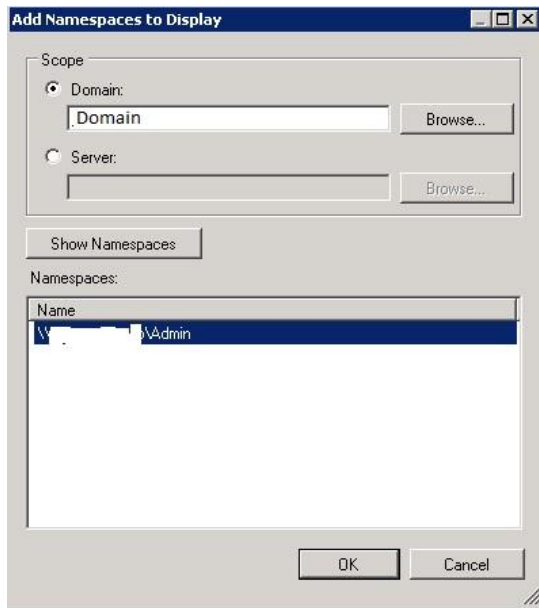 Add Namespaces to Display
Scope
Domain:
Domain
Browse...
Server:
Browse...
Show Namespaces
Namespaces:
Name
\Admin
OK
Cancel